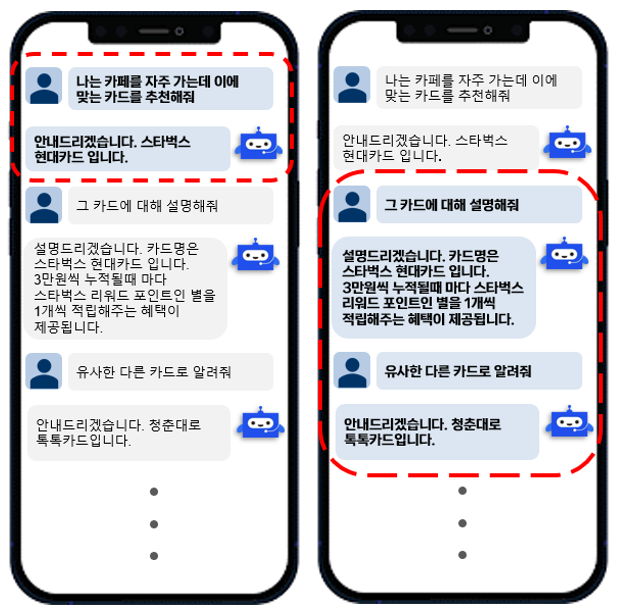 나는 카페를 자주 가는데 이에
맞는 카드를 추천해줘
안내드리겠습니다. 스타벅스
현대카드 입니다.
그 카드에 대해 설명해줘
설명드리겠습니다. 카드명은
스타벅스 현대카드 입니다.
3만원씩 누적될때 마다
스타벅스 리워드 포인트인 별을
1개씩 적립해주는 혜택이
제공됩니다.
유사한 다른 카드로 알려줘
안내드리겠습니다. 청춘대로
톡톡카드입니다.
나는 카페를 자주 가는데 이에
맞는 카드를 추천해줘
안내드리겠습니다. 스타벅스
현대카드 입니다.
그 카드에 대해 설명해줘
설명드리겠습니다. 카드명은
스타벅스 현대카드 입니다.
3만원씩 누적될때 마다 스타벅스
리워드 포인트인 별을 1개씩
적립해주는 혜택이 제공됩니다.
유사한 다른 카드로 알려줘
안내드리겠습니다. 청춘대로
톡톡카드입니다.